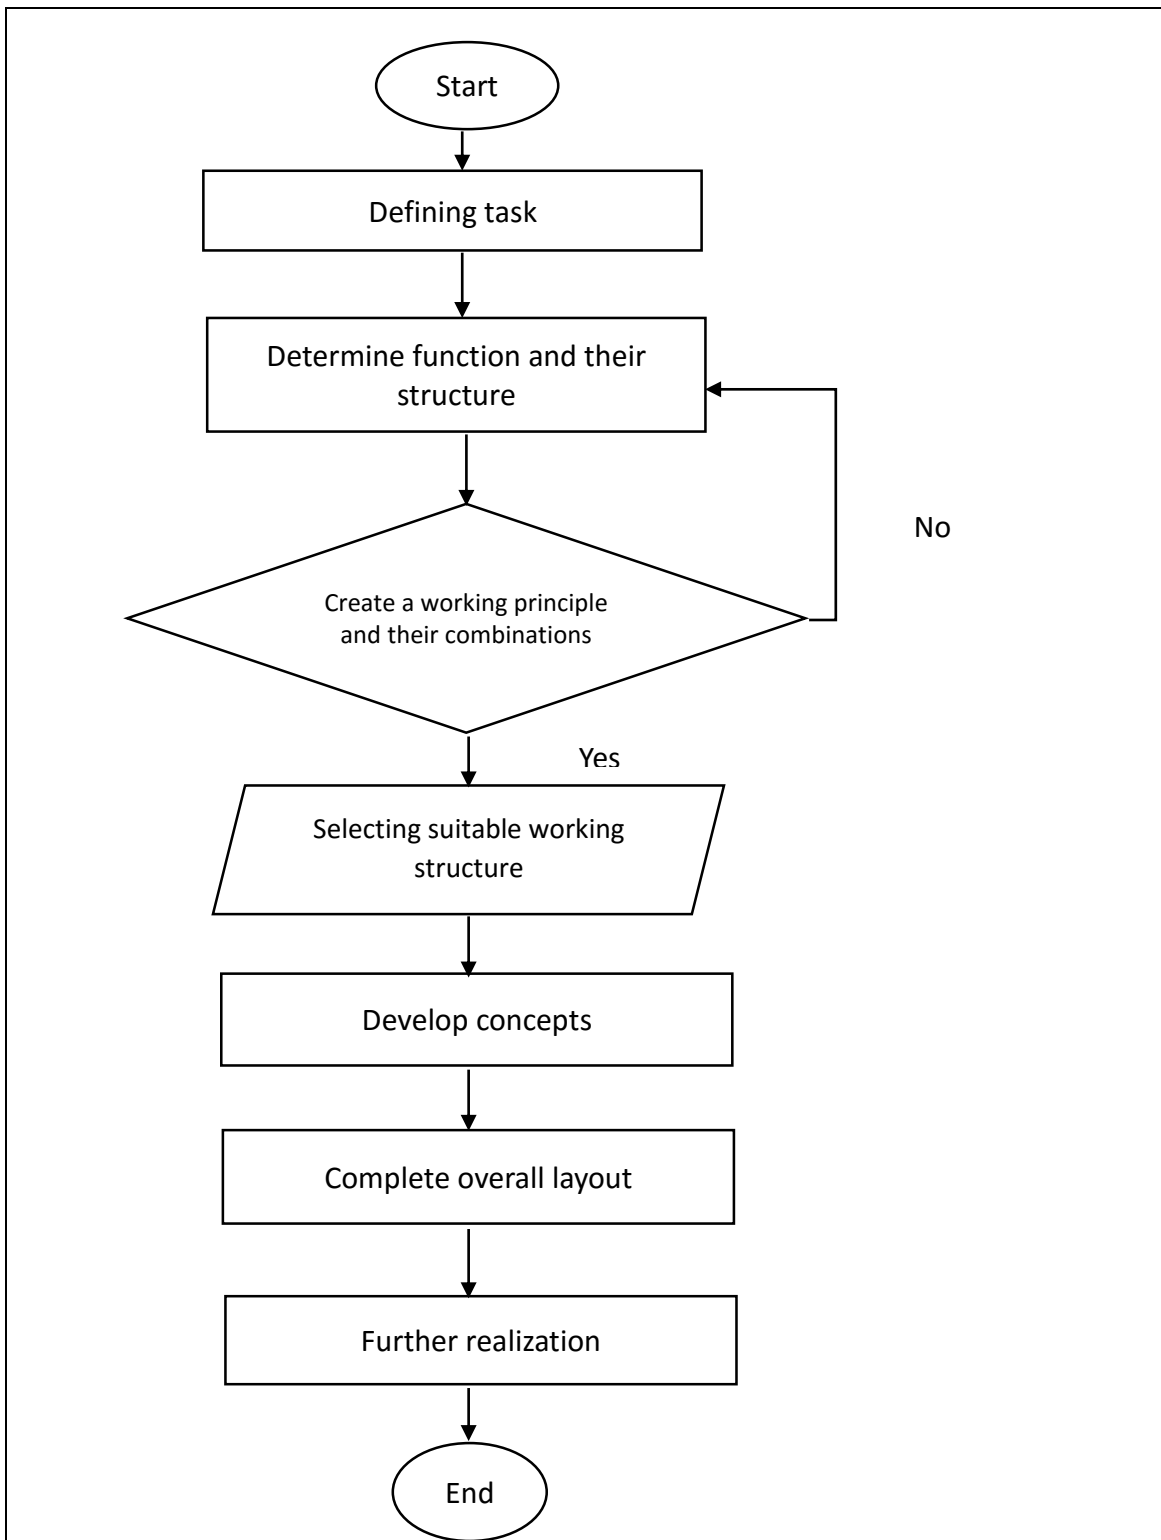 Start
Defining task
Determine function and their
structure
No
Create a working principle
and their combinations
Yes
Selecting suitable working
structure
Develop concepts
Complete overall layout
Further realization
End